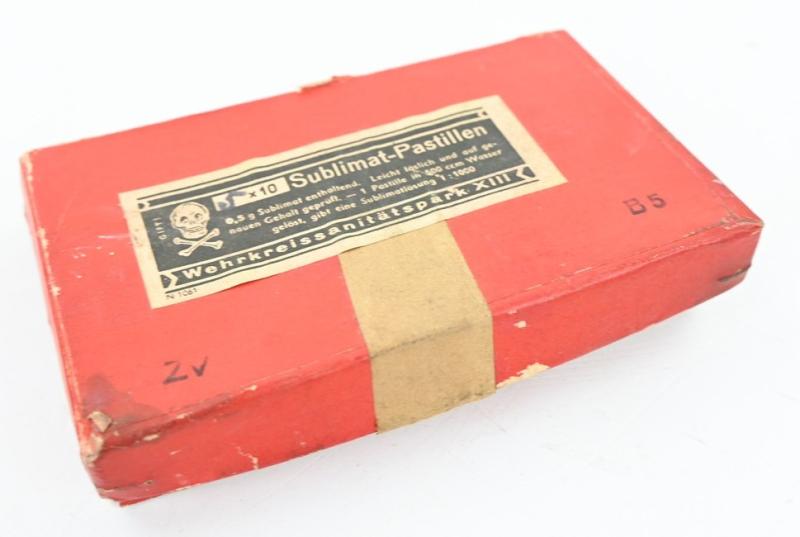 x10 Sublimat-Pastillen
GIFT!
0,5 g Sublimat enthaltend. Leicht löslich und auf ge-
nauen Gehalt geprüft. — 1 Pastille in 500 ccm Wasser
gelöst, gibt eine Sublimatlösung 1:1000
Wehrkreissanitätspark XIII
N 1061
B5
ZV